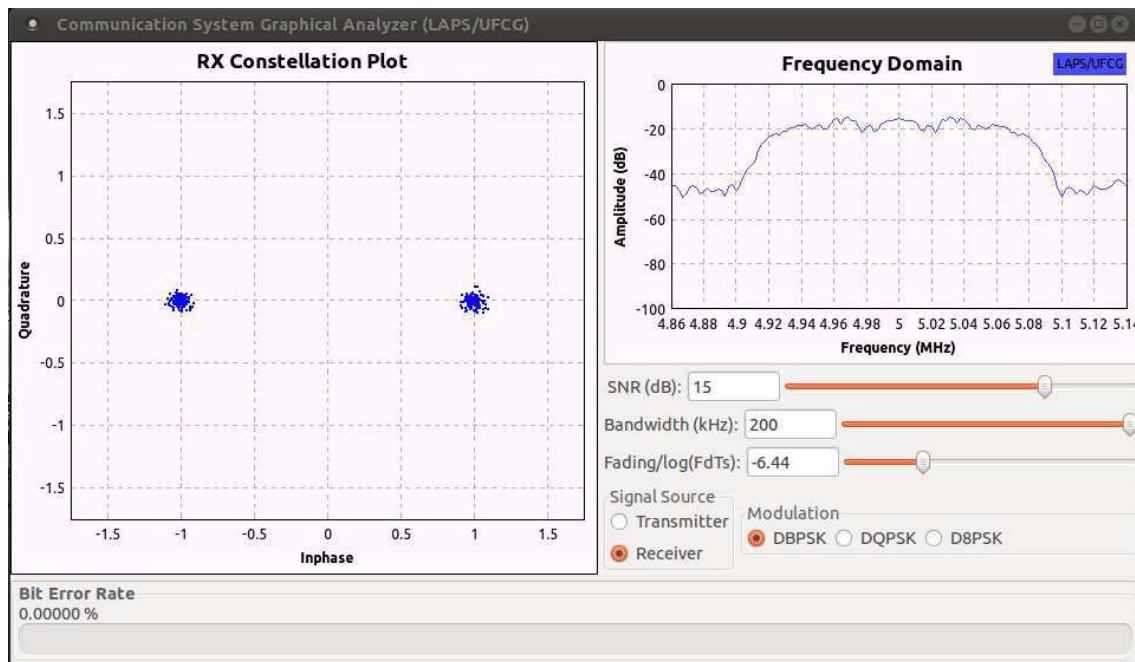 Communication System Graphical Analyzer (LAPS/UFCG)
RX Constellation Plot
Quadrature
1.5
1
0.5
0
-0.5
-1
-1.5
-1.5 -1 -0.5 0 0.5 1 1.5
Inphase
Frequency Domain
LAPS/UFCG
Amplitude (dB)
0
-20
-40
-60
-80
-100
4.86 4.88 4.9 4.92 4.94 4.96 4.98 5 5.02 5.04 5.06 5.08 5.1 5.12 5.14
Frequency (MHz)
SNR (dB): 15
Bandwidth (kHz): 200
Fading/log(FdTs): -6.44
Signal Source
Transmitter
Receiver
Modulation
DBPSK DQPSK D8PSK
Bit Error Rate
0.00000 %